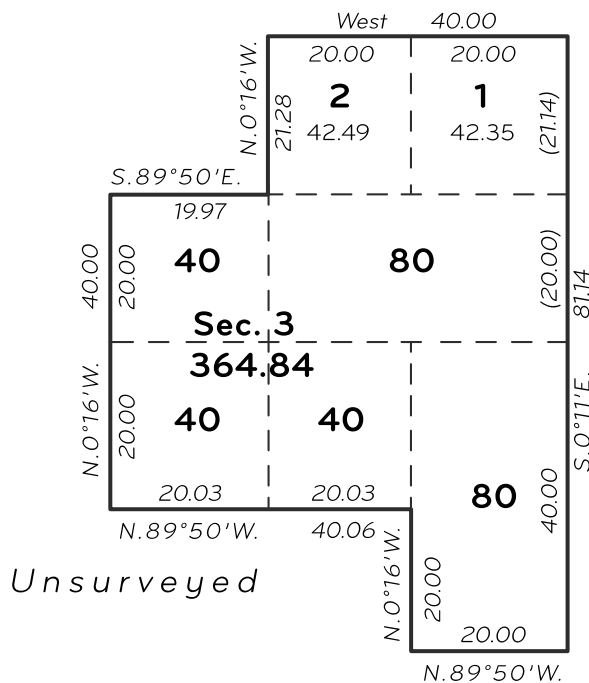 West 40.00
N.0°16'W.
20.00 20.00
2 1
21.28
42.49 42.35
(21.14)
S.89°50'E.
19.97
40.00
20.00
40 80
(20.00)
81.14
Sec. 3
364.84
N.0°16'W.
20.00
40 40
S.0°11'E.
80
40.00
20.03 20.03
N.89°50'W. 40.06
N.0°16'W.
20.00
Unsurveyed
20.00
N.89°50'W.